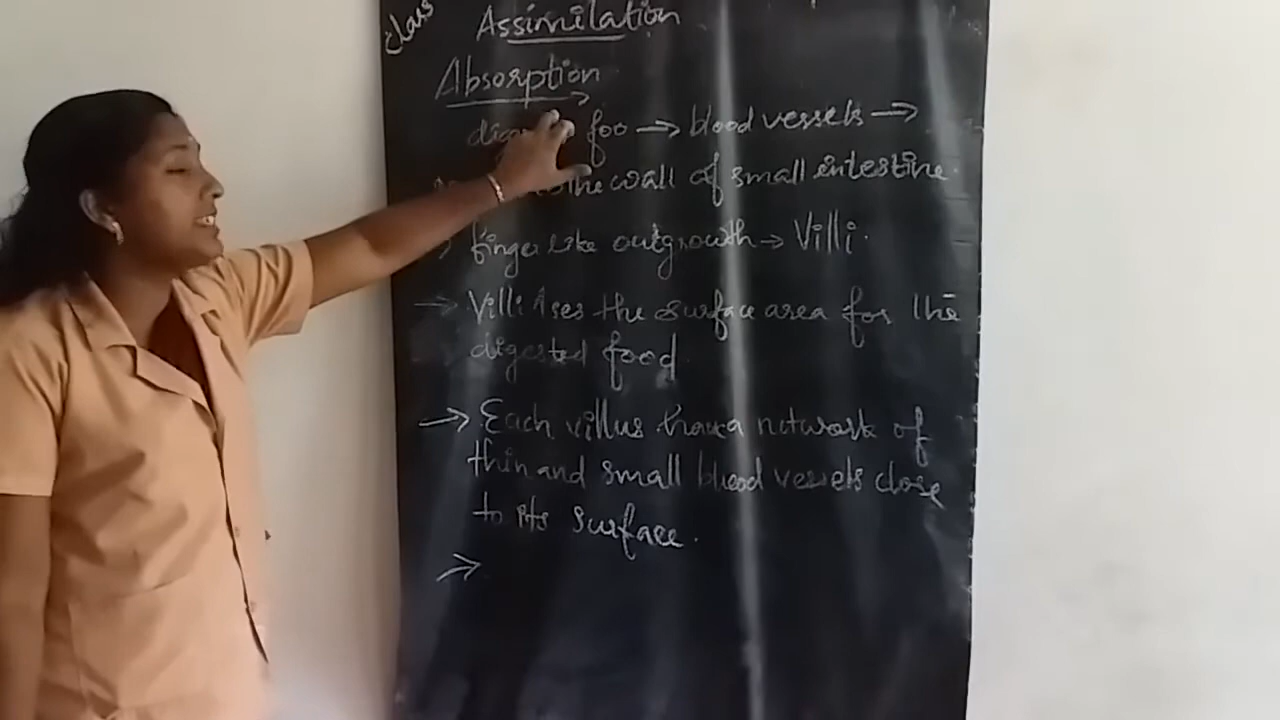 class
Assimilation
Absorption
foo → blood vessels →
the wall of small intestine.
finger like outgrowth → Villi.
→ Villi ↑ses the surface area for the
digested food
→ Each villus have a network of
thin and small blood vessels close
to its surface.
→